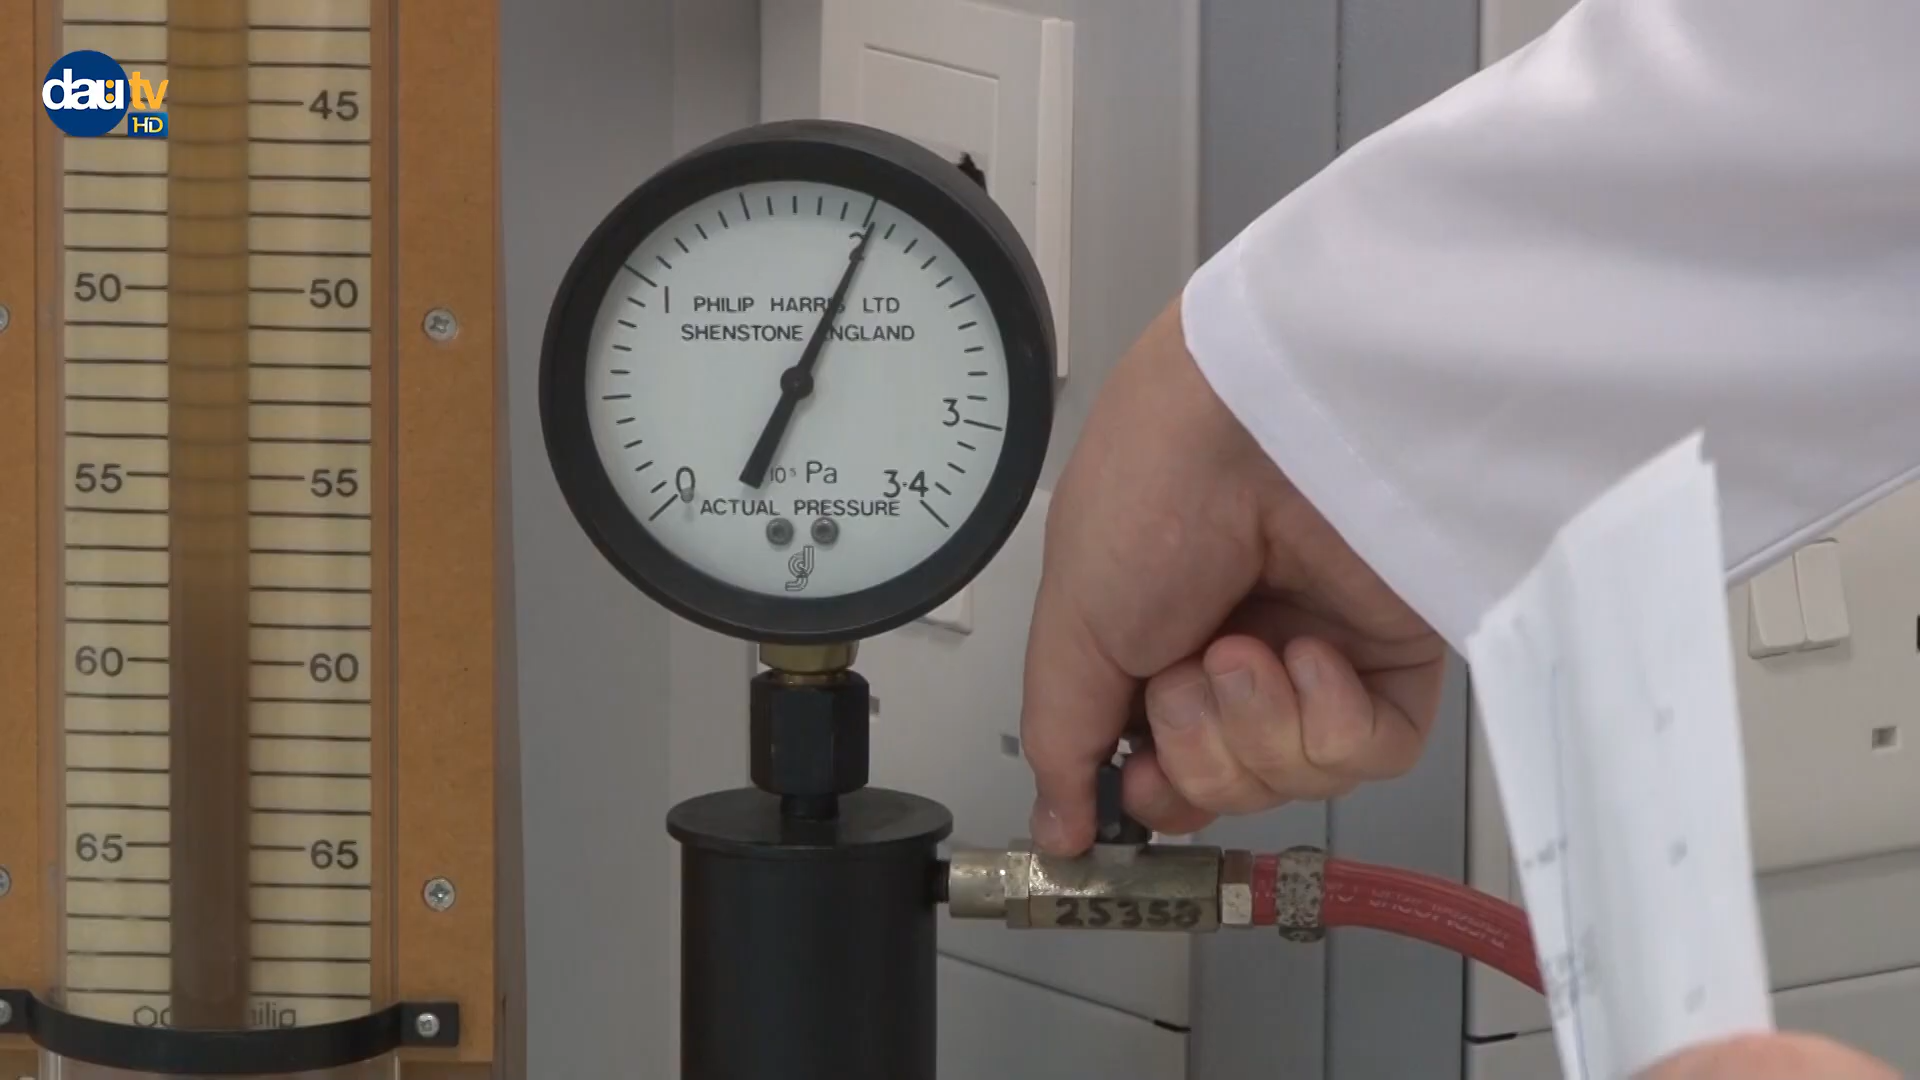 dau:tv
HD
45
50 50
55 55
60 60
65 65
0 1 2 3 3·4
PHILIP HARRIS LTD
SHENSTONE ENGLAND
10⁵ Pa
ACTUAL PRESSURE
25358